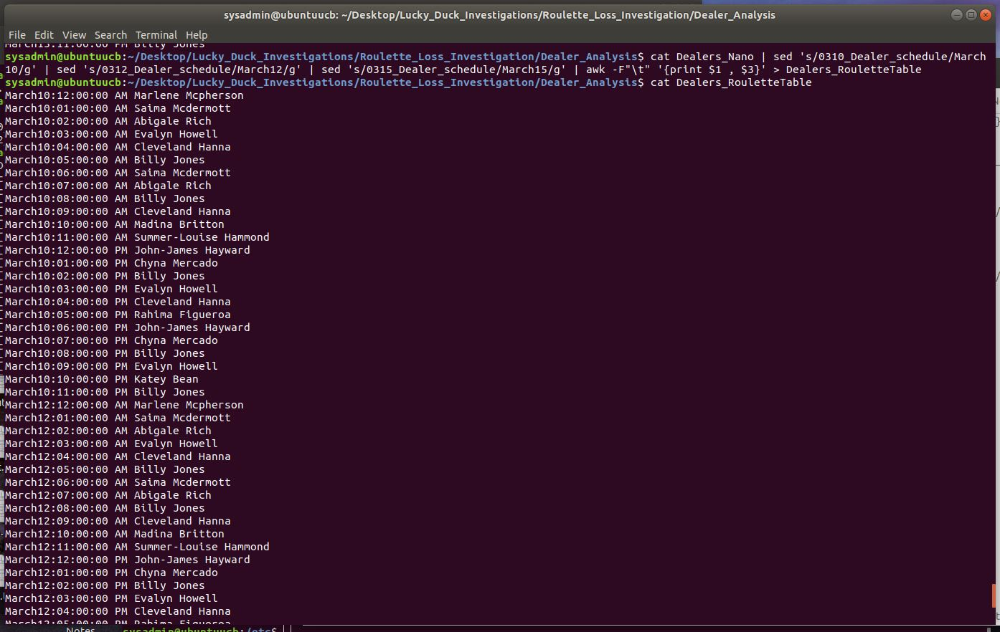 sysadmin@ubuntuucb: ~/Desktop/Lucky_Duck_Investigations/Roulette_Loss_Investigation/Dealer_Analysis
File Edit View Search Terminal Help
March15:11:00:00 PM Billy Jones
sysadmin@ubuntuucb:~/Desktop/Lucky_Duck_Investigations/Roulette_Loss_Investigation/Dealer_Analysis$ cat Dealers_Nano | sed 's/0310_Dealer_schedule/March
10/g' | sed 's/0312_Dealer_schedule/March12/g' | sed 's/0315_Dealer_schedule/March15/g' | awk -F"\t" '{print $1 , $3}' > Dealers_RouletteTable
sysadmin@ubuntuucb:~/Desktop/Lucky_Duck_Investigations/Roulette_Loss_Investigation/Dealer_Analysis$ cat Dealers_RouletteTable
March10:12:00:00 AM Marlene Mcpherson
March10:01:00:00 AM Saima Mcdermott
March10:02:00:00 AM Abigale Rich
March10:03:00:00 AM Evalyn Howell
March10:04:00:00 AM Cleveland Hanna
March10:05:00:00 AM Billy Jones
March10:06:00:00 AM Saima Mcdermott
March10:07:00:00 AM Abigale Rich
March10:08:00:00 AM Billy Jones
March10:09:00:00 AM Cleveland Hanna
March10:10:00:00 AM Madina Britton
March10:11:00:00 AM Summer-Louise Hammond
March10:12:00:00 PM John-James Hayward
March10:01:00:00 PM Chyna Mercado
March10:02:00:00 PM Billy Jones
March10:03:00:00 PM Evalyn Howell
March10:04:00:00 PM Cleveland Hanna
March10:05:00:00 PM Rahima Figueroa
March10:06:00:00 PM John-James Hayward
March10:07:00:00 PM Chyna Mercado
March10:08:00:00 PM Billy Jones
March10:09:00:00 PM Evalyn Howell
March10:10:00:00 PM Katey Bean
March10:11:00:00 PM Billy Jones
March12:12:00:00 AM Marlene Mcpherson
March12:01:00:00 AM Saima Mcdermott
March12:02:00:00 AM Abigale Rich
March12:03:00:00 AM Evalyn Howell
March12:04:00:00 AM Cleveland Hanna
March12:05:00:00 AM Billy Jones
March12:06:00:00 AM Saima Mcdermott
March12:07:00:00 AM Abigale Rich
March12:08:00:00 AM Billy Jones
March12:09:00:00 AM Cleveland Hanna
March12:10:00:00 AM Madina Britton
March12:11:00:00 AM Summer-Louise Hammond
March12:12:00:00 PM John-James Hayward
March12:01:00:00 PM Chyna Mercado
March12:02:00:00 PM Billy Jones
March12:03:00:00 PM Evalyn Howell
March12:04:00:00 PM Cleveland Hanna
March12:05:00:00 PM Rahima Figueroa
Notes sysadmin@ubuntuucb:/etc$